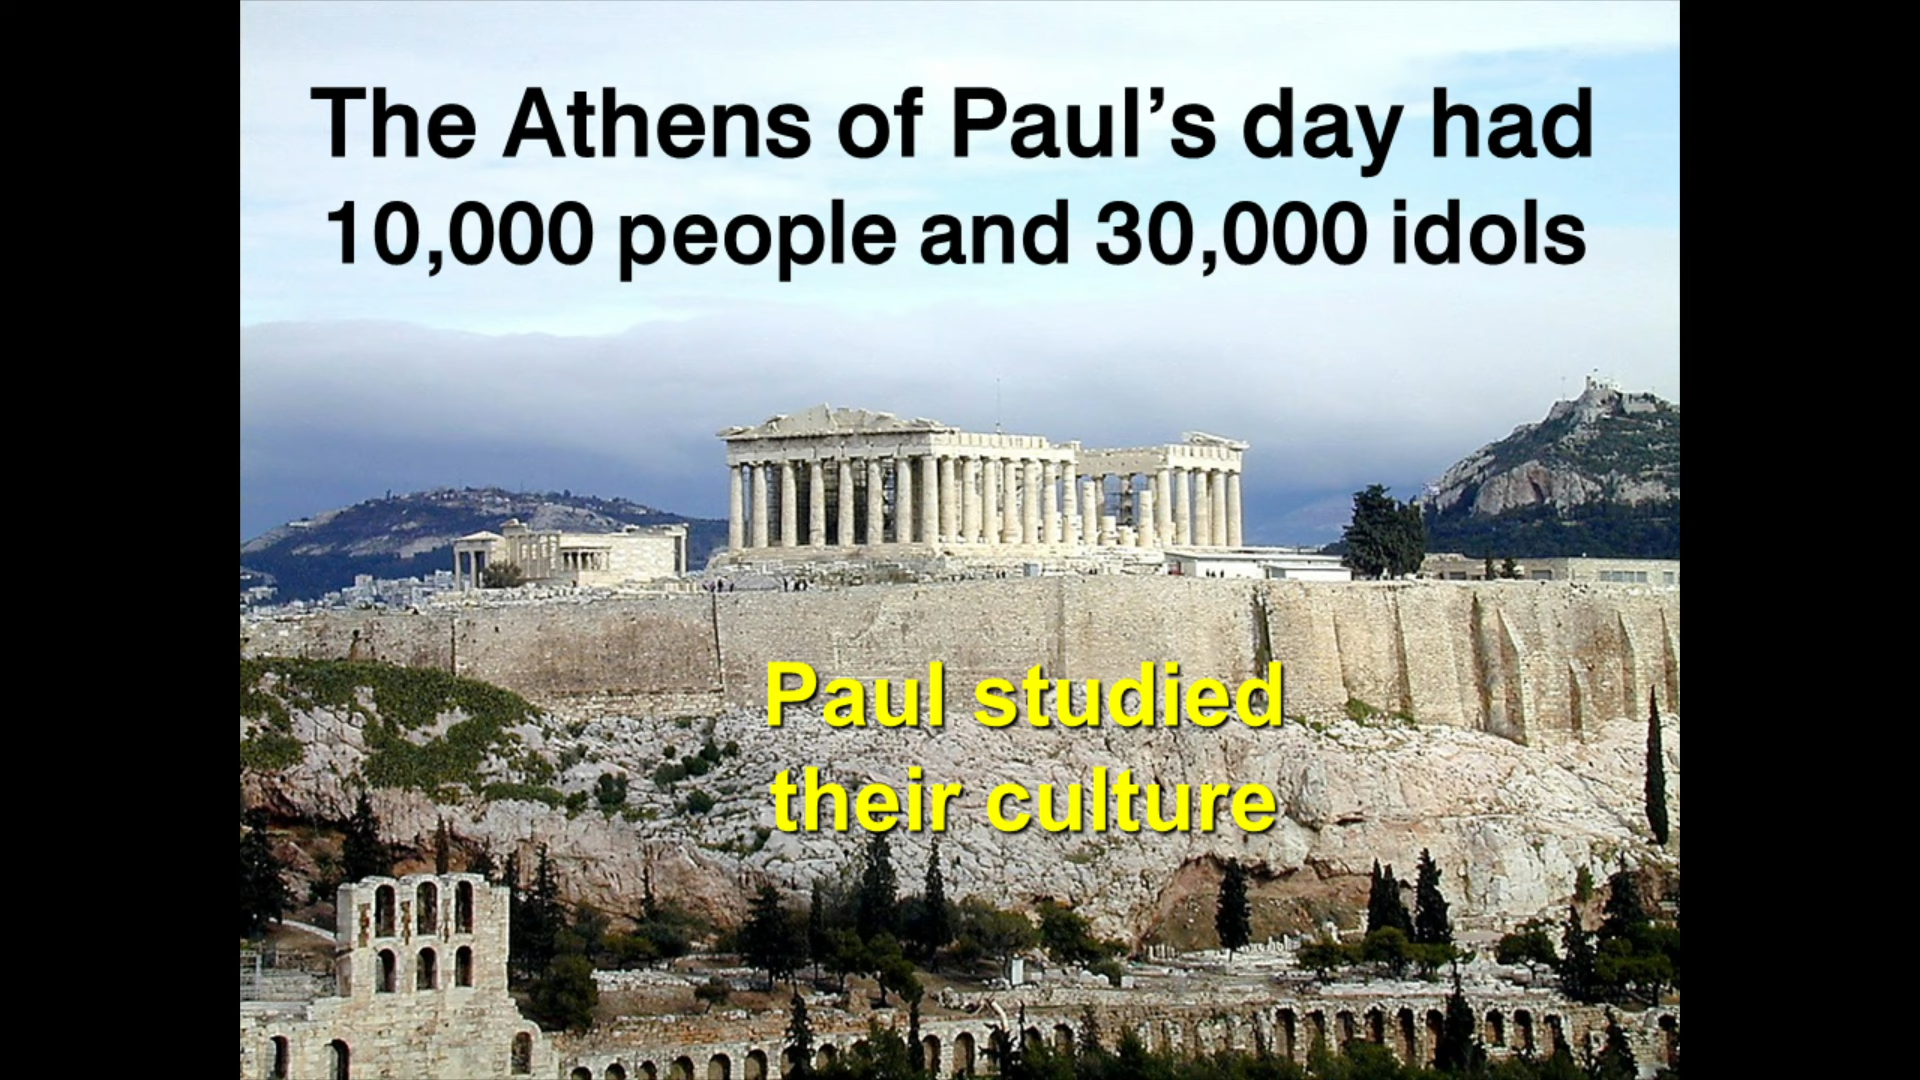 The Athens of Paul’s day had
10,000 people and 30,000 idols
Paul studied
their culture